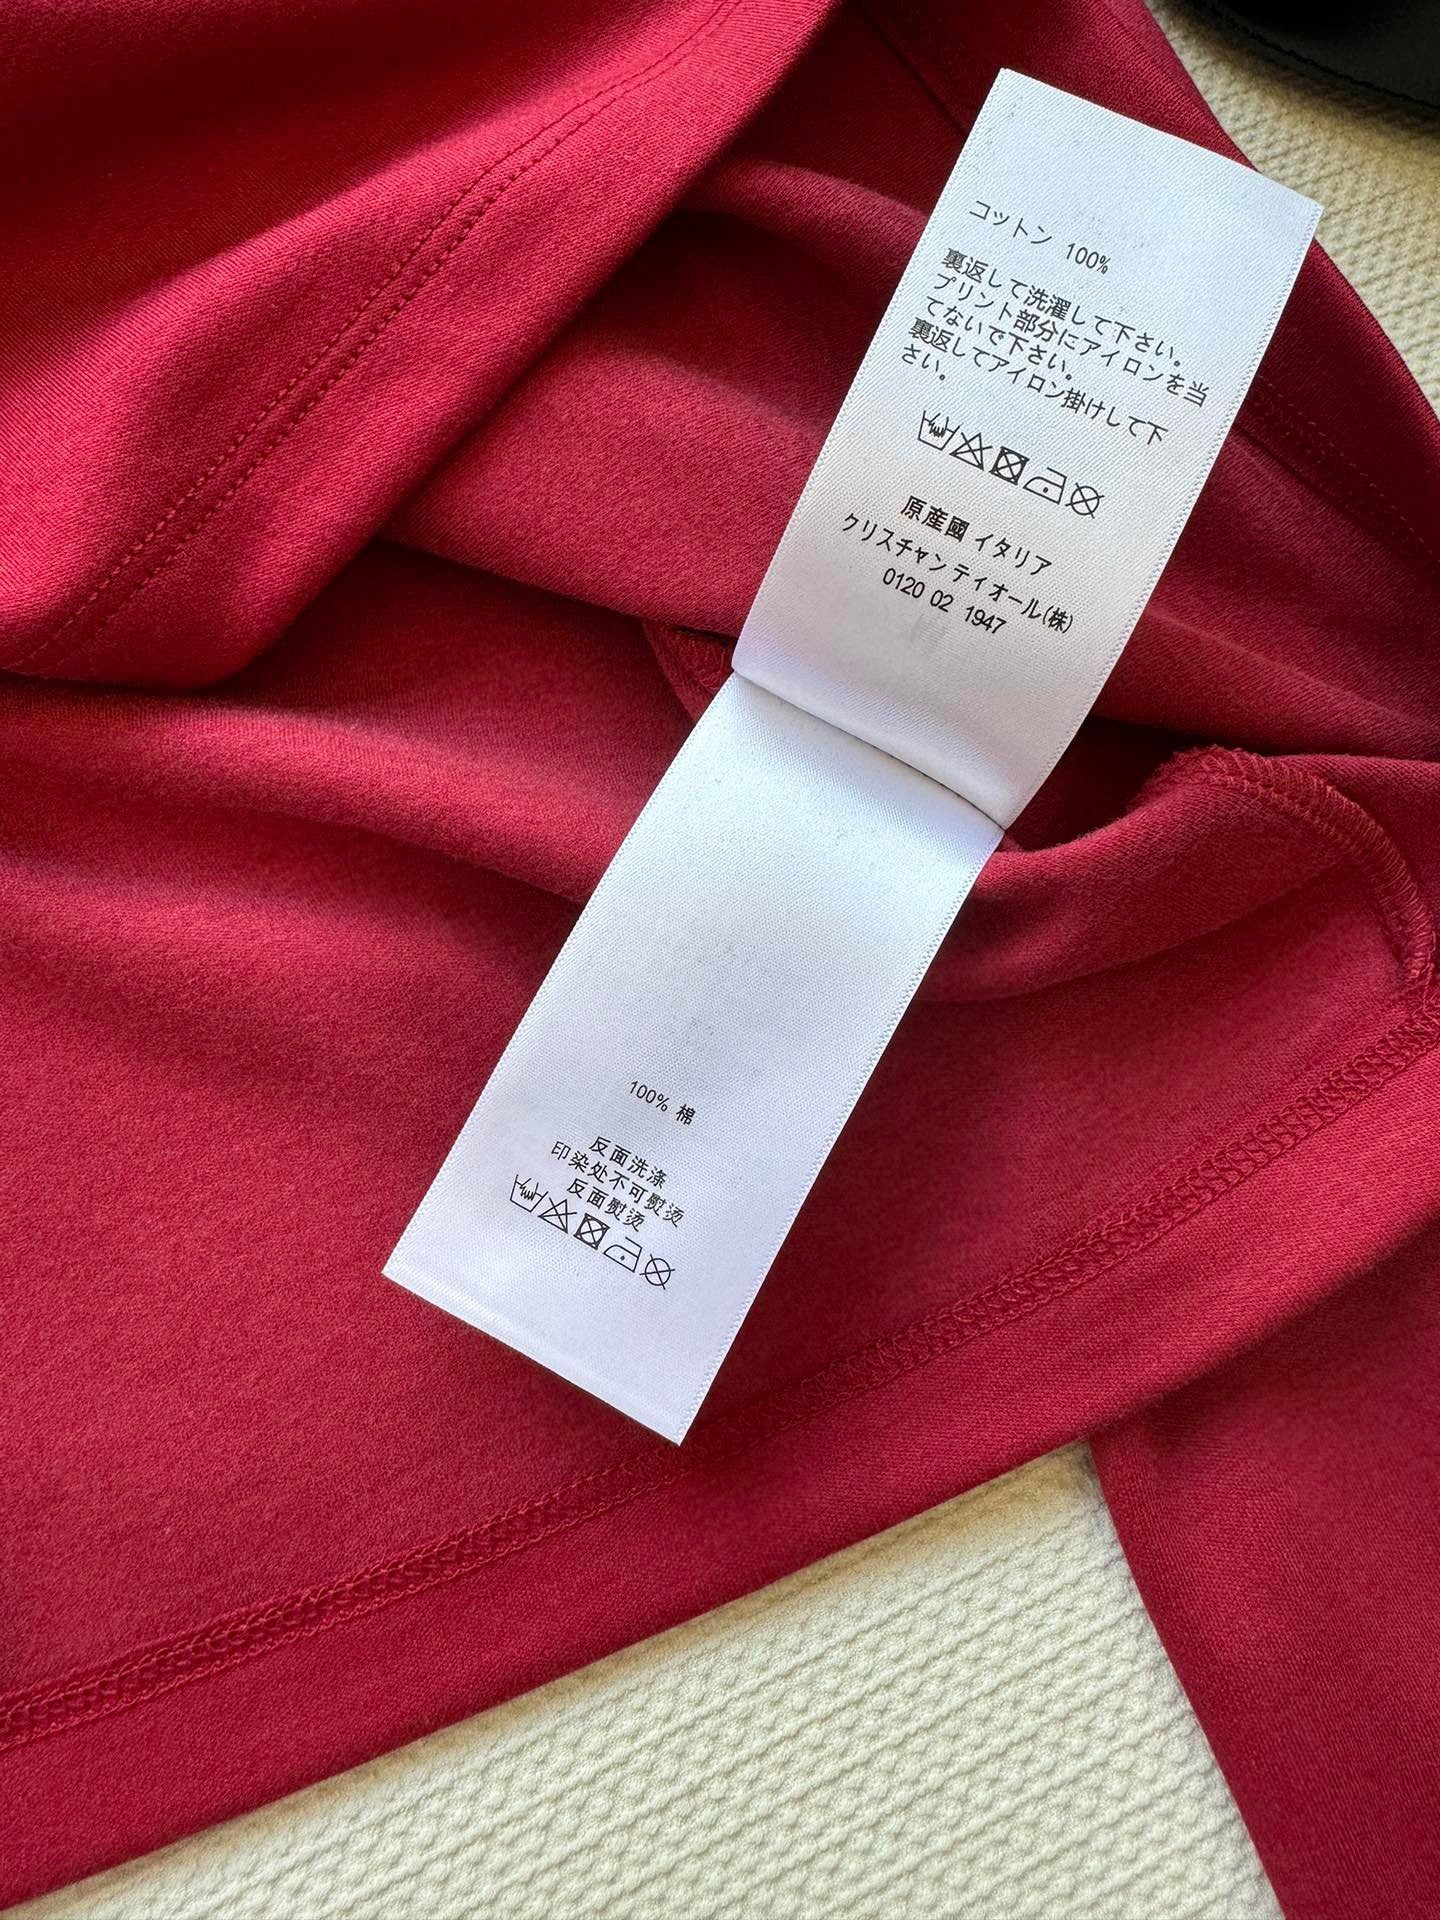 コットン 100%
裏返して洗濯して下さい。
プリント部分にアイロンを当
てないで下さい。
裏返してアイロン掛けして下
さい。
原産國 イタリア
クリスチャン ディオール(株)
0120 02 1947
100% 棉
反面洗涤
印染处不可熨烫
反面熨烫